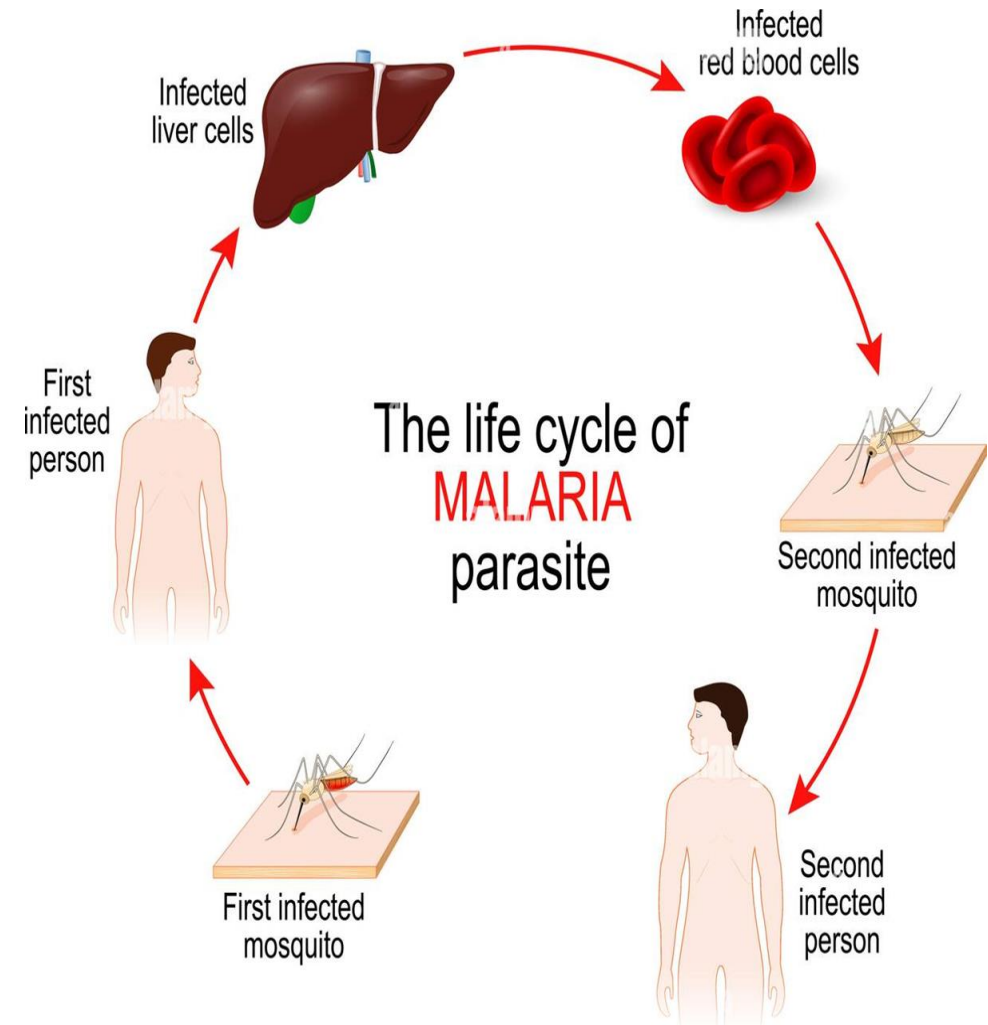 The life cycle of
MALARIA
parasite
First infected
mosquito
First
infected
person
Infected
liver cells
Infected
red blood cells
Second infected
mosquito
Second
infected
person